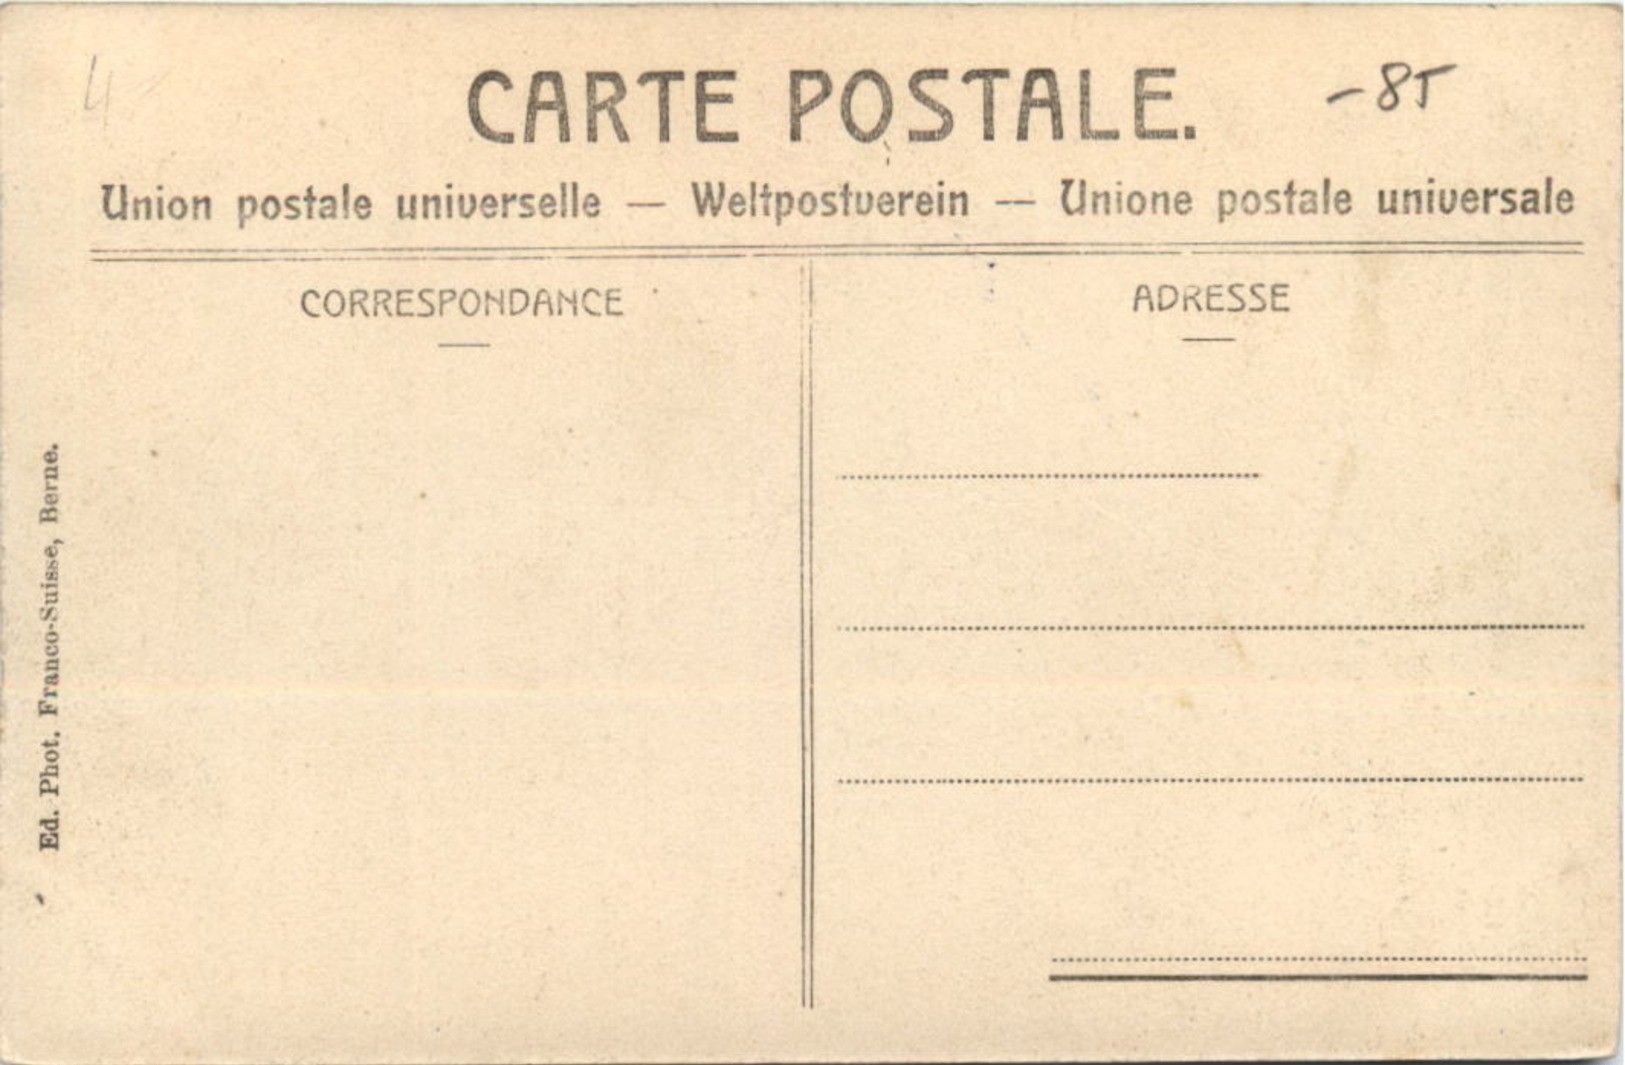 4
CARTE POSTALE.
-85
Union postale universelle — Weltpostverein — Unione postale universale
CORRESPONDANCE
ADRESSE
Ed. Phot. Franco-Suisse, Berne.